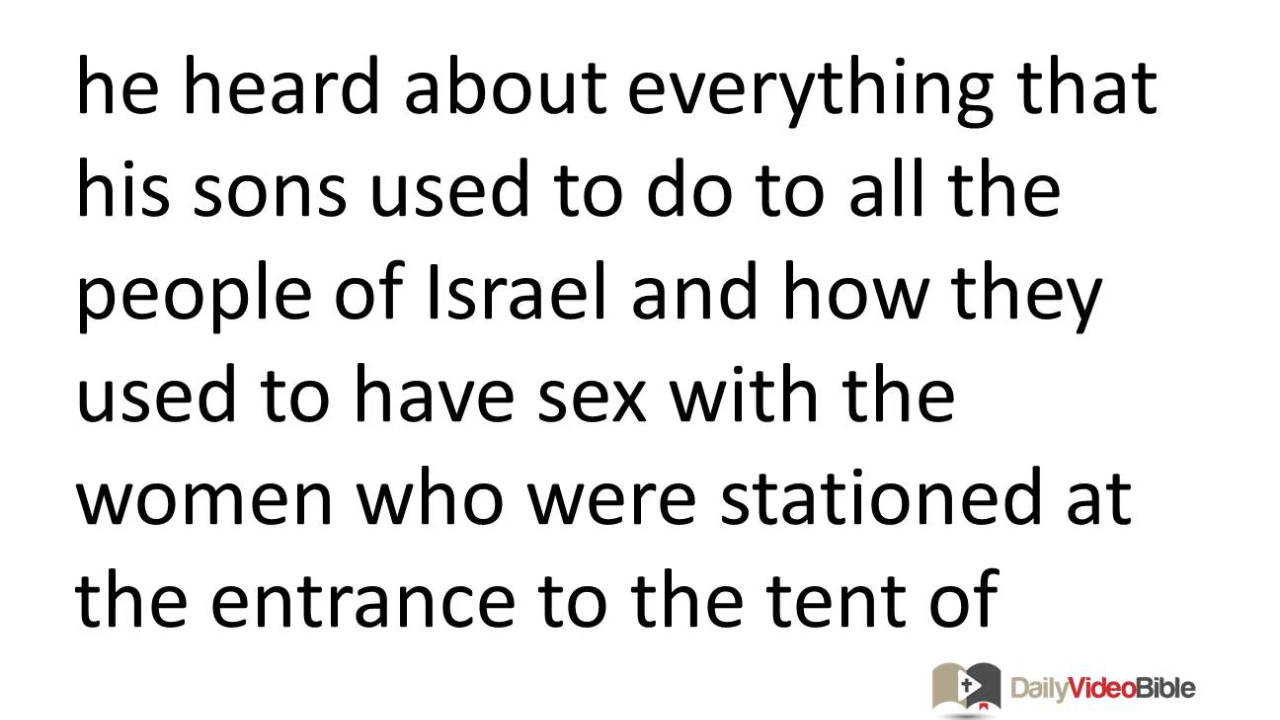 he heard about everything that
his sons used to do to all the
people of Israel and how they
used to have sex with the
women who were stationed at
the entrance to the tent of
DailyVideoBible